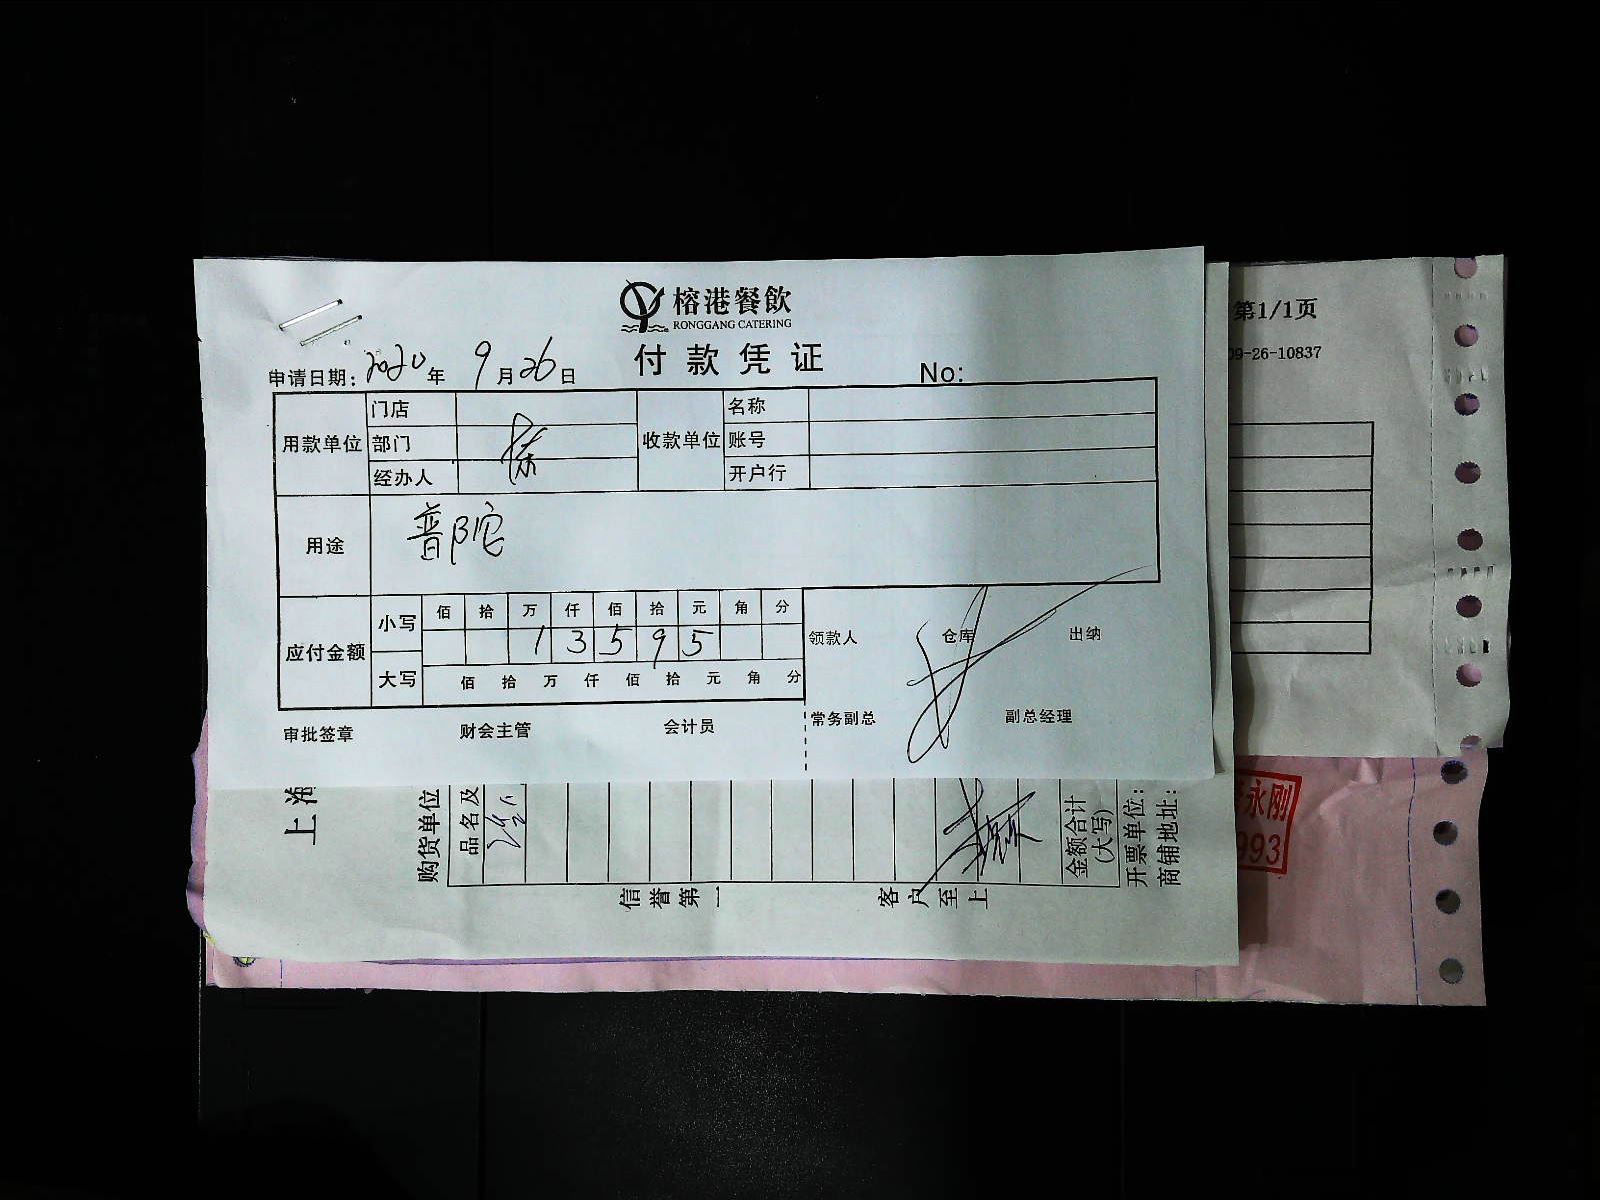 榕港餐飲
RONGGANG CATERING
付款凭证
申请日期: 2020年 9月26日 No:
用款单位 门店 收款单位 名称
部门 账号
经办人 开户行
用途 普陀
应付金额 小写 佰 拾 万 仟 佰 拾 元 角 分
1 3 5 9 5
大写 佰 拾 万 仟 佰 拾 元 角 分
领款人 仓库 出纳
审批签章 财会主管 会计员 常务副总 副总经理
第1/1页
09-26-10837
上海
购货单位
品名及
金额合计
(大写)
开票单位:
商铺地址:
信誉第一 客户至上
永刚
993